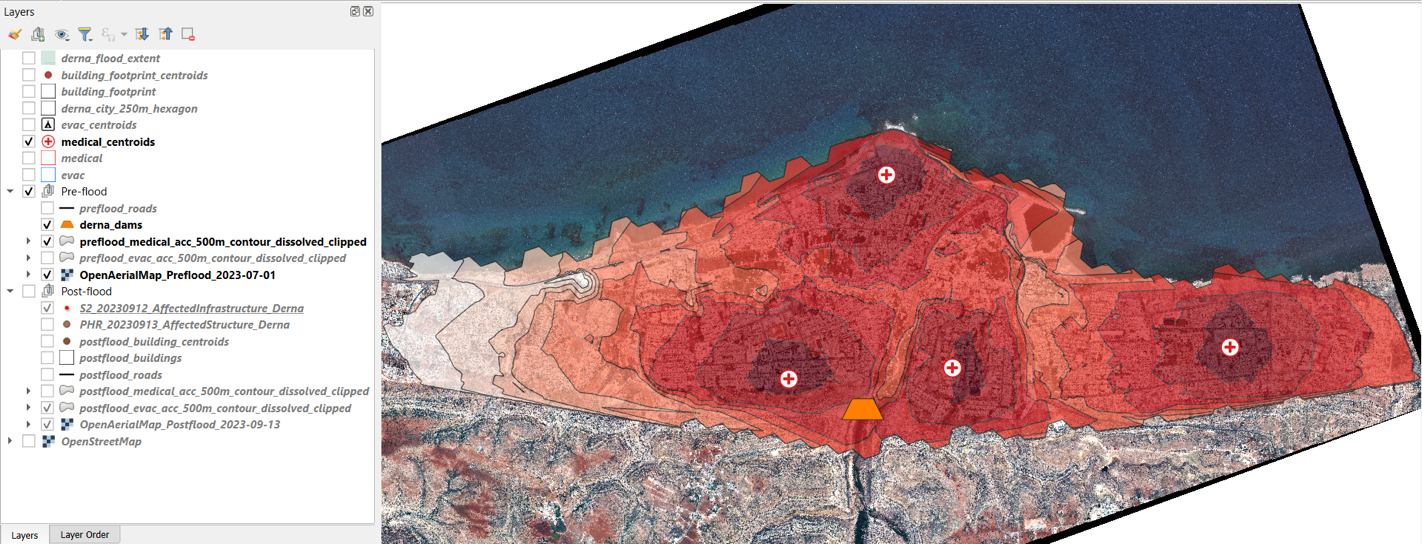 Layers
derna_flood_extent
building_footprint_centroids
building_footprint
derna_city_250m_hexagon
evac_centroids
medical_centroids
medical
evac
Pre-flood
preflood_roads
derna_dams
preflood_medical_acc_500m_contour_dissolved_clipped
preflood_evac_acc_500m_contour_dissolved_clipped
OpenAerialMap_Preflood_2023-07-01
Post-flood
S2_20230912_AffectedInfrastructure_Derna
PHR_20230913_AffectedStructure_Derna
postflood_building_centroids
postflood_buildings
postflood_roads
postflood_medical_acc_500m_contour_dissolved_clipped
postflood_evac_acc_500m_contour_dissolved_clipped
OpenAerialMap_Postflood_2023-09-13
OpenStreetMap
Layers Layer Order